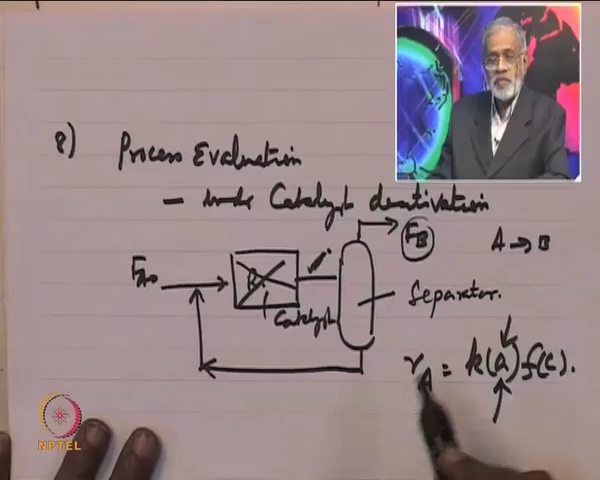 8) Process Evaluation
- under Catalyst deactivation
FB
A → B
FA0
R
Separator.
Catalyst
rA = k(a) f(c).
NPTEL